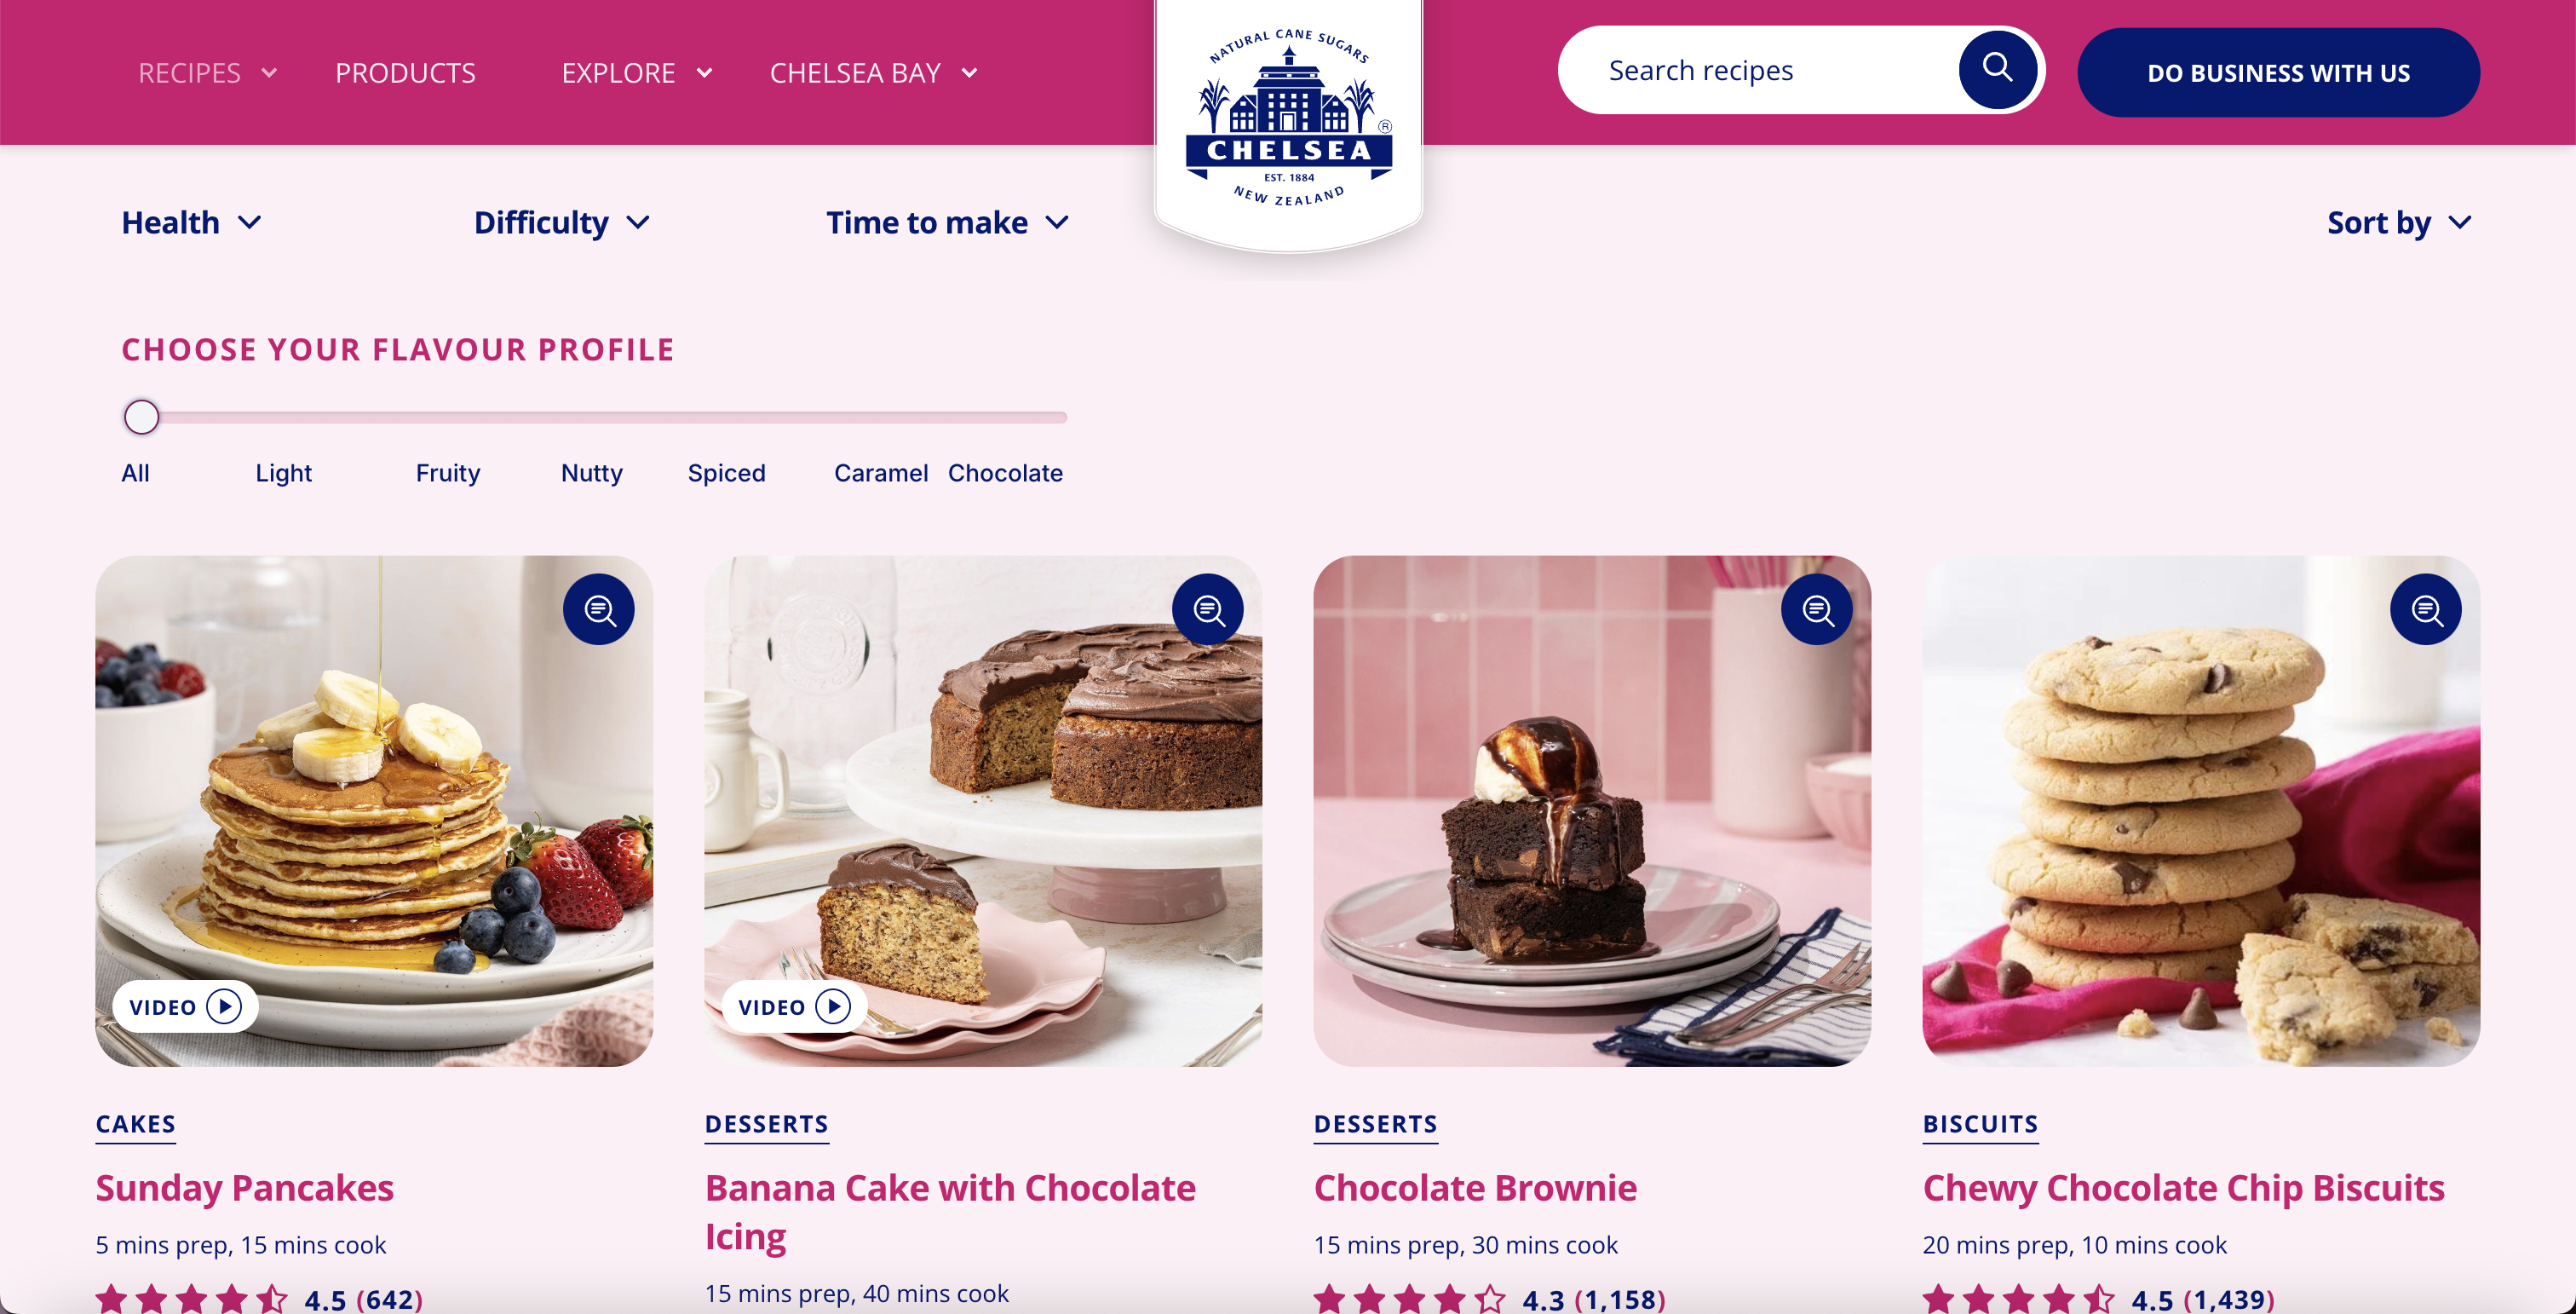 RECIPES PRODUCTS EXPLORE CHELSEA BAY
NATURAL CANE SUGARS
®
CHELSEA
EST. 1884
NEW ZEALAND
Search recipes
DO BUSINESS WITH US
Health Difficulty Time to make Sort by
CHOOSE YOUR FLAVOUR PROFILE
All Light Fruity Nutty Spiced Caramel Chocolate
VIDEO
VIDEO
CAKES
Sunday Pancakes
5 mins prep, 15 mins cook
4.5 (642)
DESSERTS
Banana Cake with Chocolate
Icing
15 mins prep, 40 mins cook
DESSERTS
Chocolate Brownie
15 mins prep, 30 mins cook
4.3 (1,158)
BISCUITS
Chewy Chocolate Chip Biscuits
20 mins prep, 10 mins cook
4.5 (1,439)